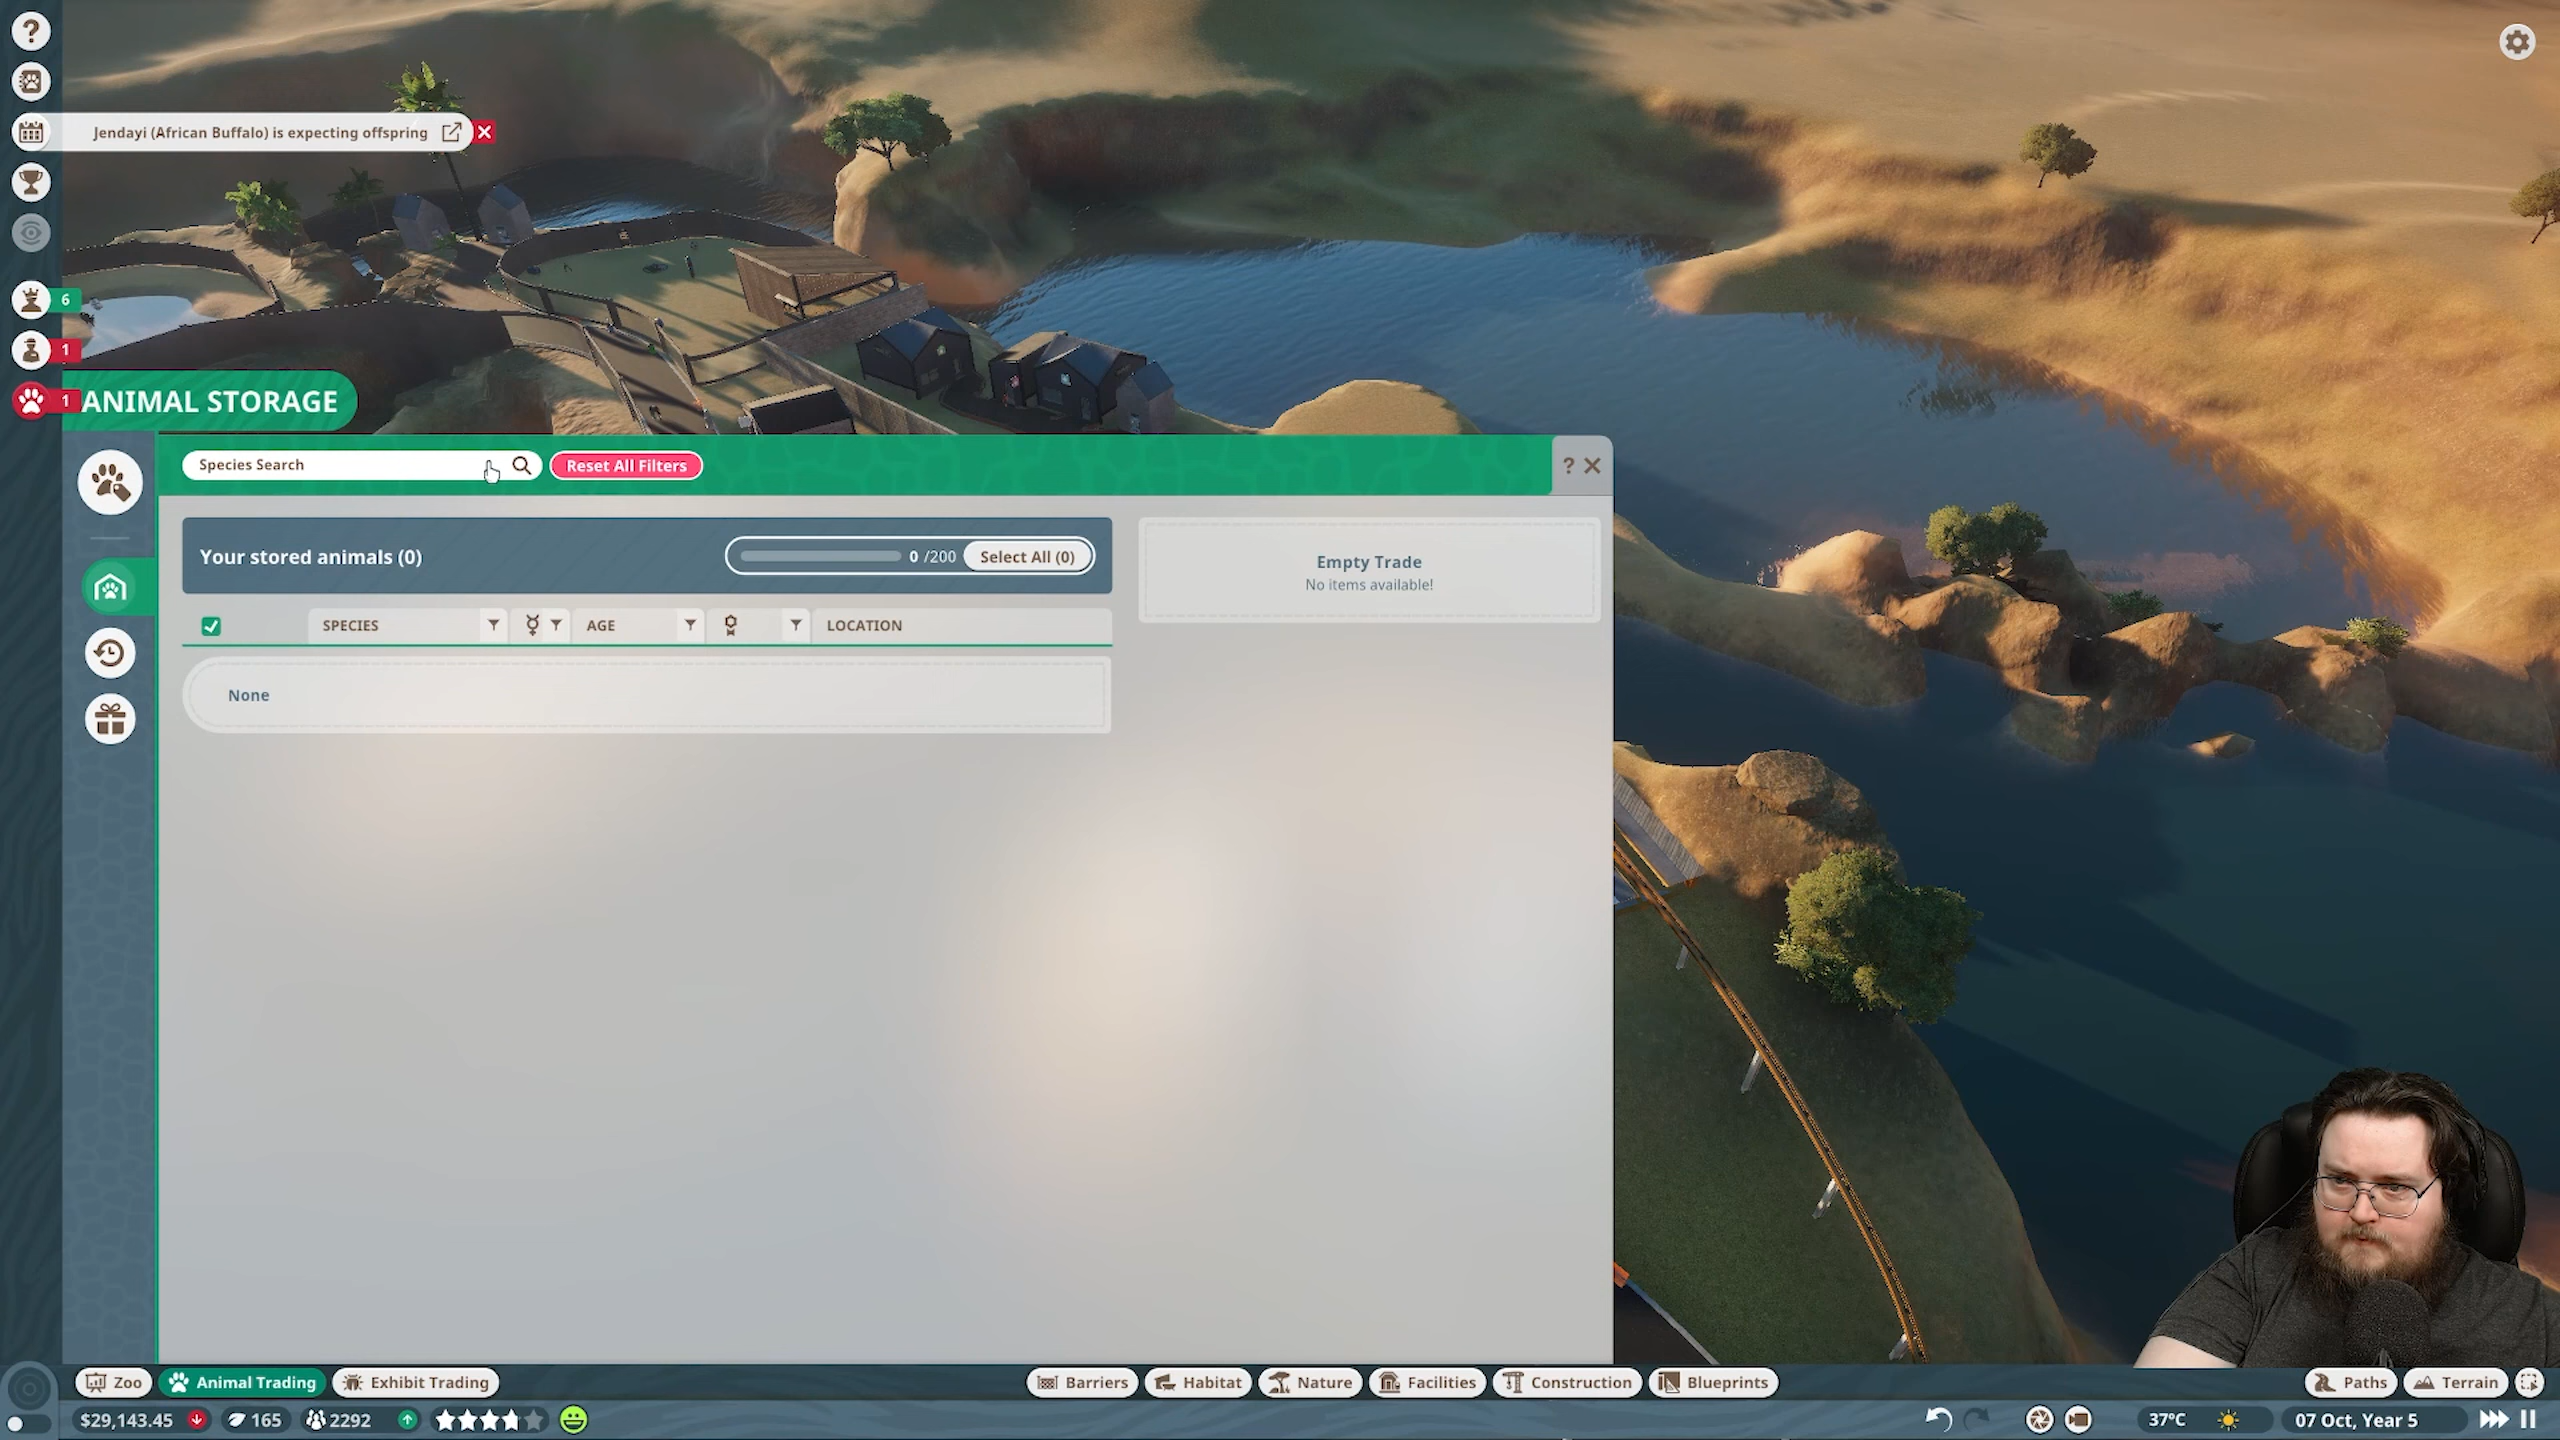 ?
Jendayi (African Buffalo) is expecting offspring
6
1
1
ANIMAL STORAGE
Species Search
Reset All Filters
?
Your stored animals (0)
0 /200
Select All (0)
Empty Trade
No items available!
SPECIES
AGE
LOCATION
None
Zoo
Animal Trading
Exhibit Trading
Barriers
Habitat
Nature
Facilities
Construction
Blueprints
Paths
Terrain
$29,143.45
165
2292
37°C
07 Oct, Year 5